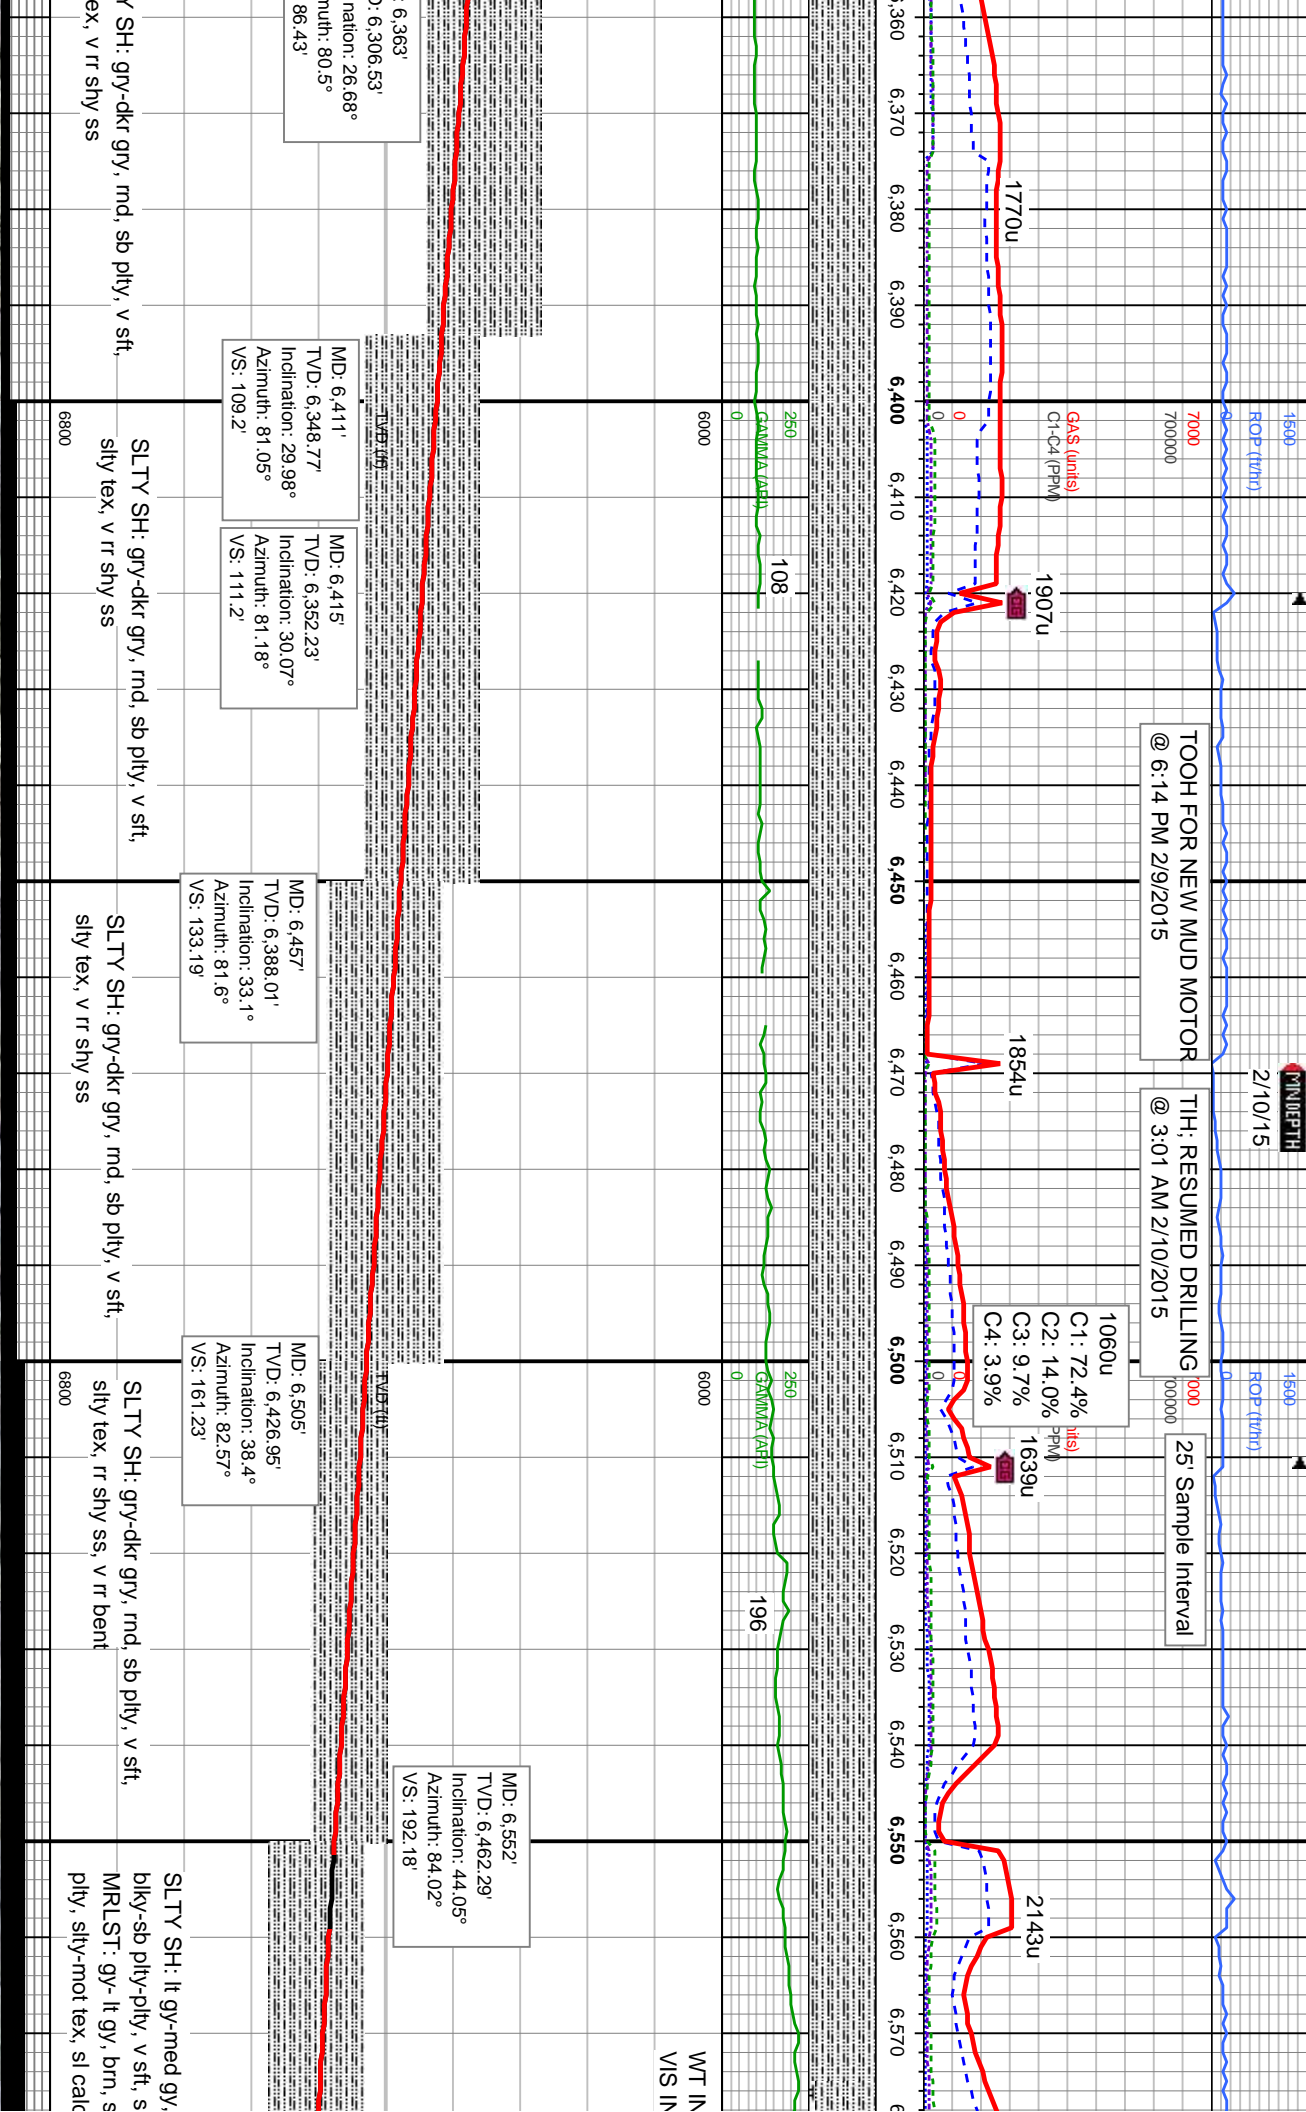 1500
ROP (ft/hr)
0
1500
ROP (ft/hr)
0
MNDEPTH
2/10/15
TOOH FOR NEW MUD MOTOR
@ 6:14 PM 2/9/2015
TIH; RESUMED DRILLING
@ 3:01 AM 2/10/2015
25' Sample Interval
7000
700000
GAS (units)
C1-C4 (PPM)
0
0
000
00000
nits)
PPM)
0
0
1060u
C1: 72.4%
C2: 14.0%
C3: 9.7%
C4: 3.9%
1770u
1907u
CG
1854u
1639u
CG
2143u
6,360
6,370
6,380
6,390
6,400
6,410
6,420
6,430
6,440
6,450
6,460
6,470
6,480
6,490
6,500
6,510
6,520
6,530
6,540
6,550
6,560
6,570
250
GAMMA (API)
0
108
250
GAMMA (API)
0
196
6000
6000
WT IN
VIS IN
6,363'
D: 6,306.53'
nation: 26.68°
muth: 80.5°
86.43'
TVD (ft)
MD: 6,411'
TVD: 6,348.77'
Inclination: 29.98°
Azimuth: 81.05°
VS: 109.2'
MD: 6,415'
TVD: 6,352.23'
Inclination: 30.07°
Azimuth: 81.18°
VS: 111.2'
MD: 6,457'
TVD: 6,388.01'
Inclination: 33.1°
Azimuth: 81.6°
VS: 133.19'
TVD (ft)
MD: 6,505'
TVD: 6,426.95'
Inclination: 38.4°
Azimuth: 82.57°
VS: 161.23'
MD: 6,552'
TVD: 6,462.29'
Inclination: 44.05°
Azimuth: 84.02°
VS: 192.18'
6800
6800
Y SH: gry-dkr gry, rnd, sb plty, v sft,
ex, v rr shy ss
SLTY SH: gry-dkr gry, rnd, sb plty, v sft,
slty tex, v rr shy ss
SLTY SH: gry-dkr gry, rnd, sb plty, v sft,
slty tex, v rr shy ss
SLTY SH: gry-dkr gry, rnd, sb plty, v sft,
slty tex, rr shy ss, v rr bent
SLTY SH: lt gy-med gy,
blky-sb plty-plty, v sft, s
MRLST: gy- lt gy, brn, s
plty, slty-mot tex, sl calc